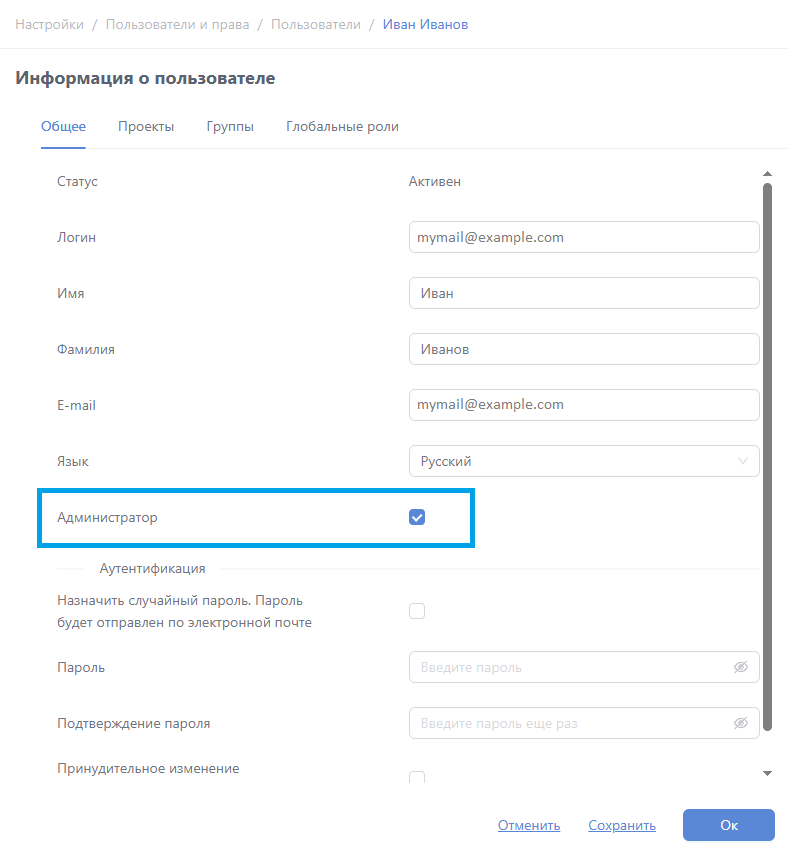 Настройки / Пользователи и права / Пользователи / Иван Иванов
Информация о пользователе
Общее Проекты Группы Глобальные роли
Статус Активен
Логин mymail@example.com
Имя Иван
Фамилия Иванов
E-mail mymail@example.com
Язык Русский
Администратор
Аутентификация
Назначить случайный пароль. Пароль
будет отправлен по электронной почте
Пароль Введите пароль
Подтверждение пароля Введите пароль еще раз
Принудительное изменение
Отменить Сохранить Ок